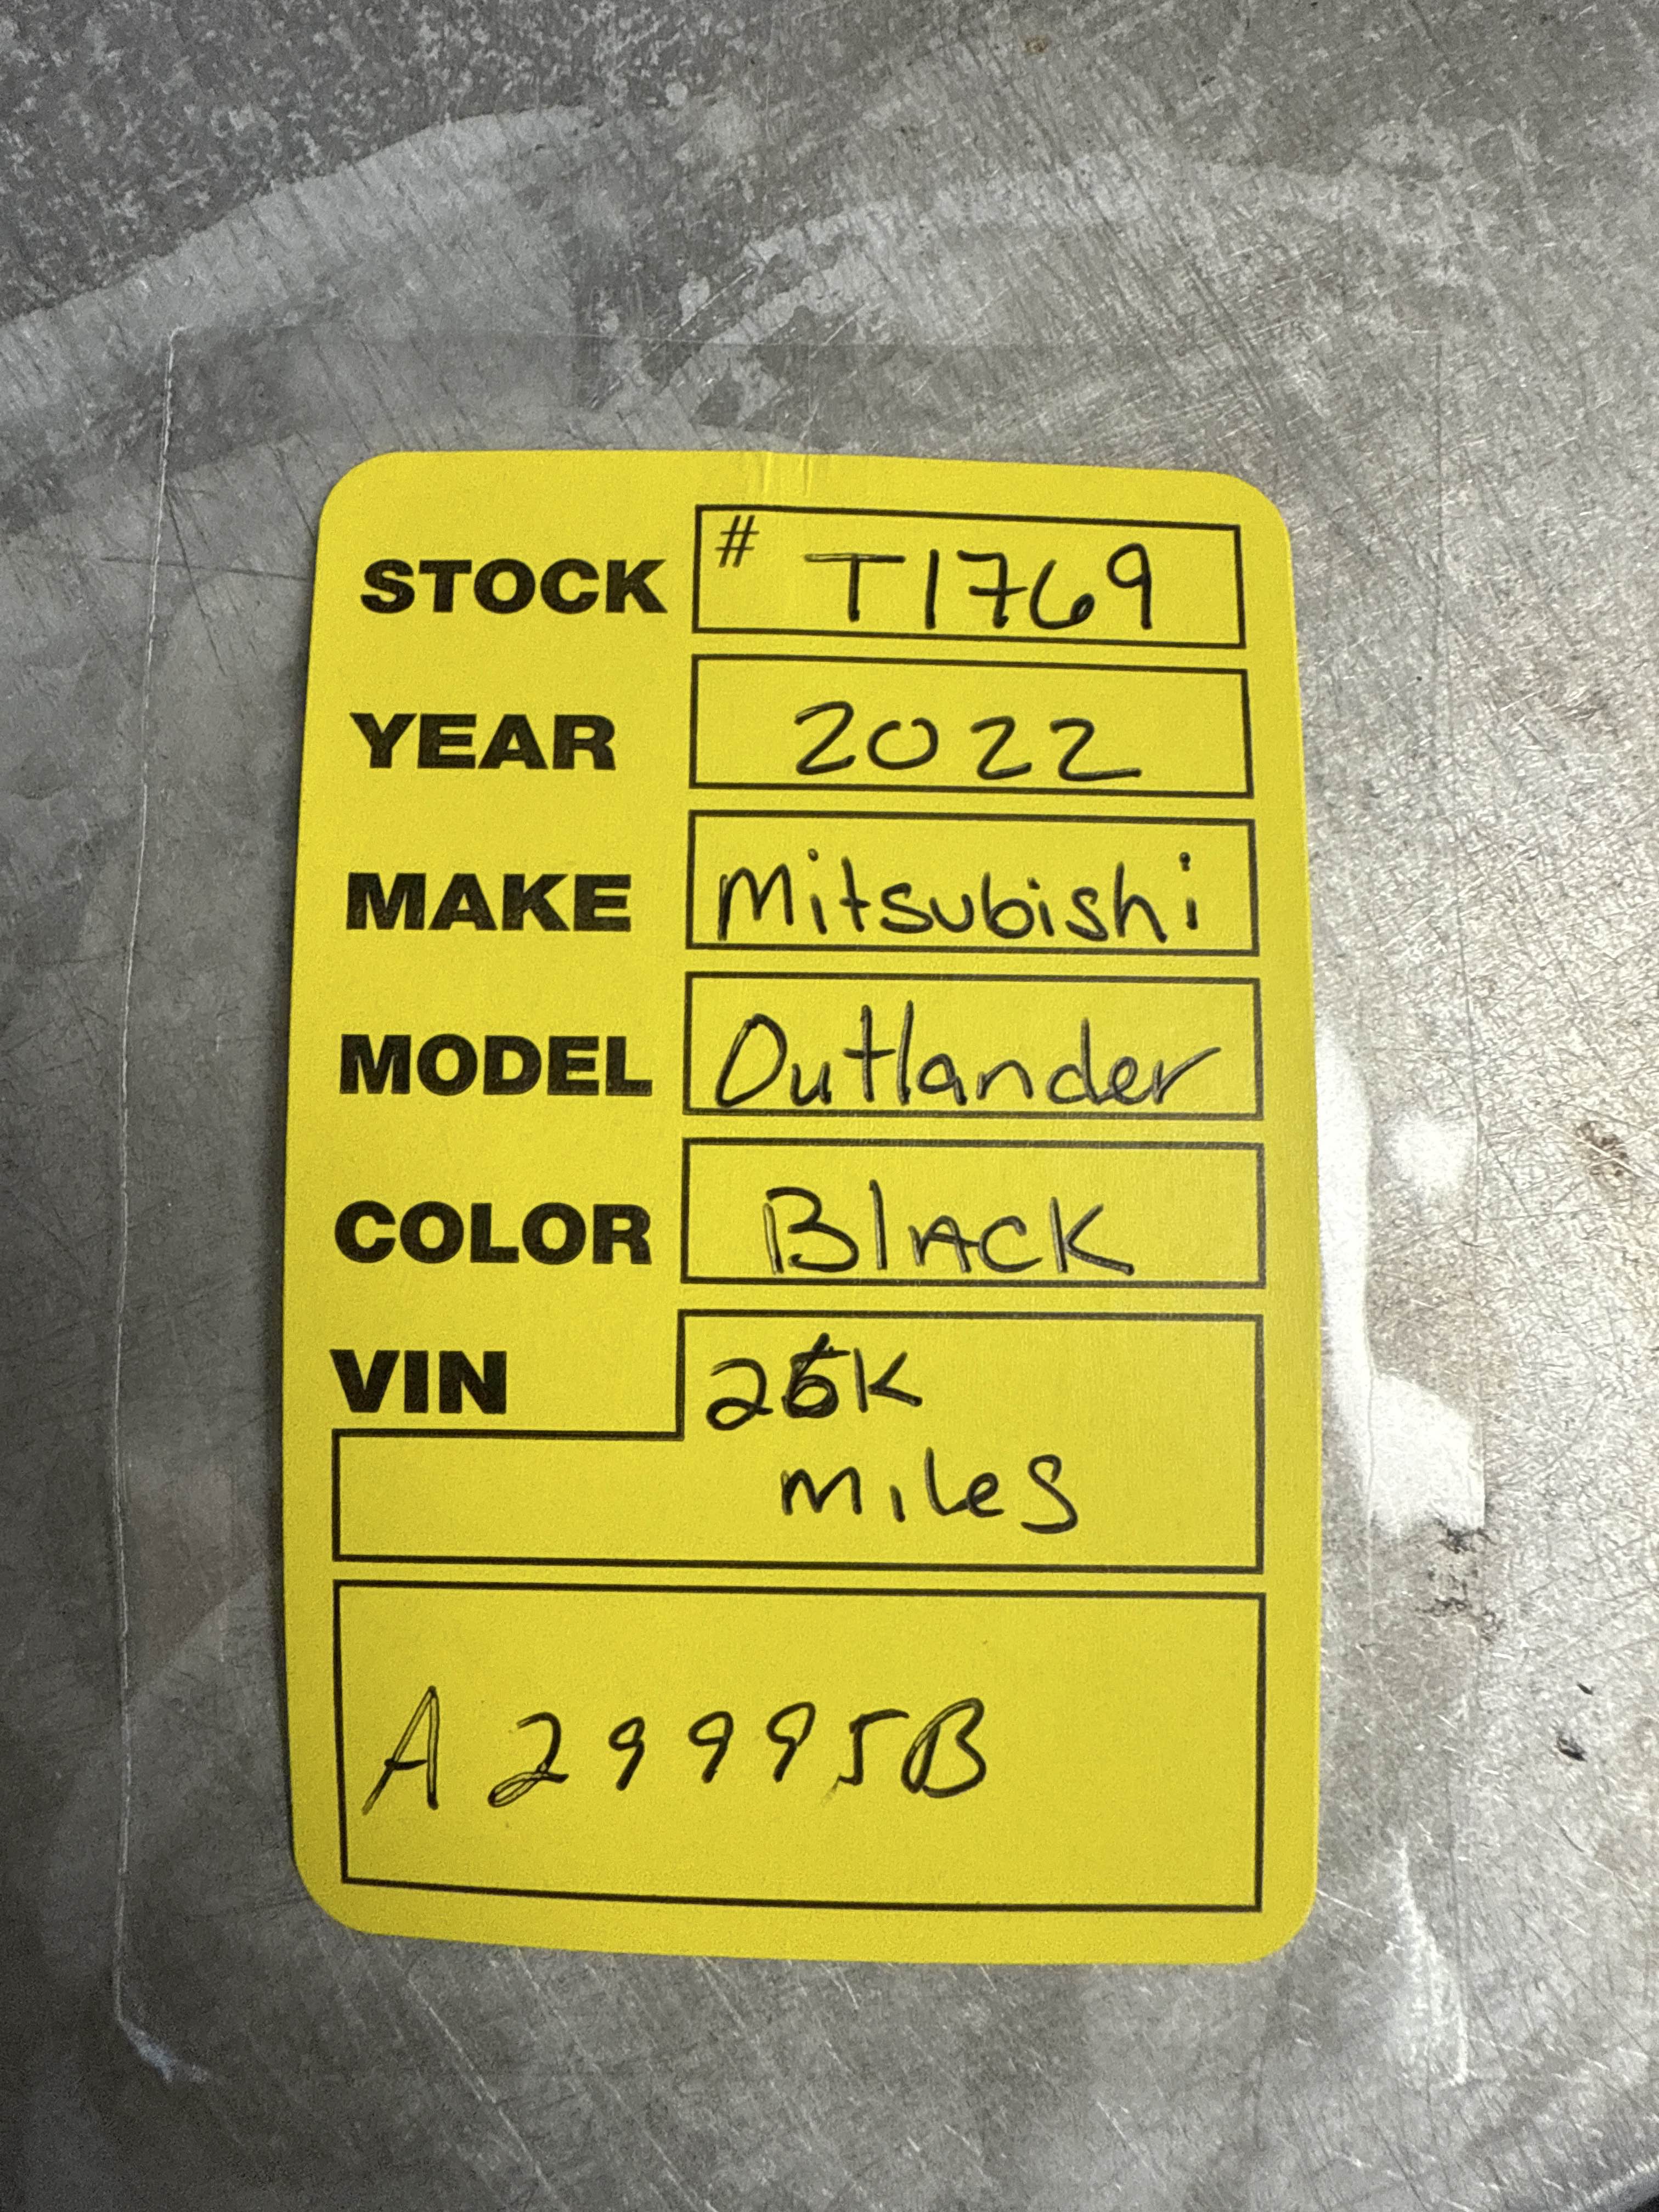 STOCK # T1769
YEAR 2022
MAKE Mitsubishi
MODEL Outlander
COLOR Black
VIN 26K
miles
A29995B